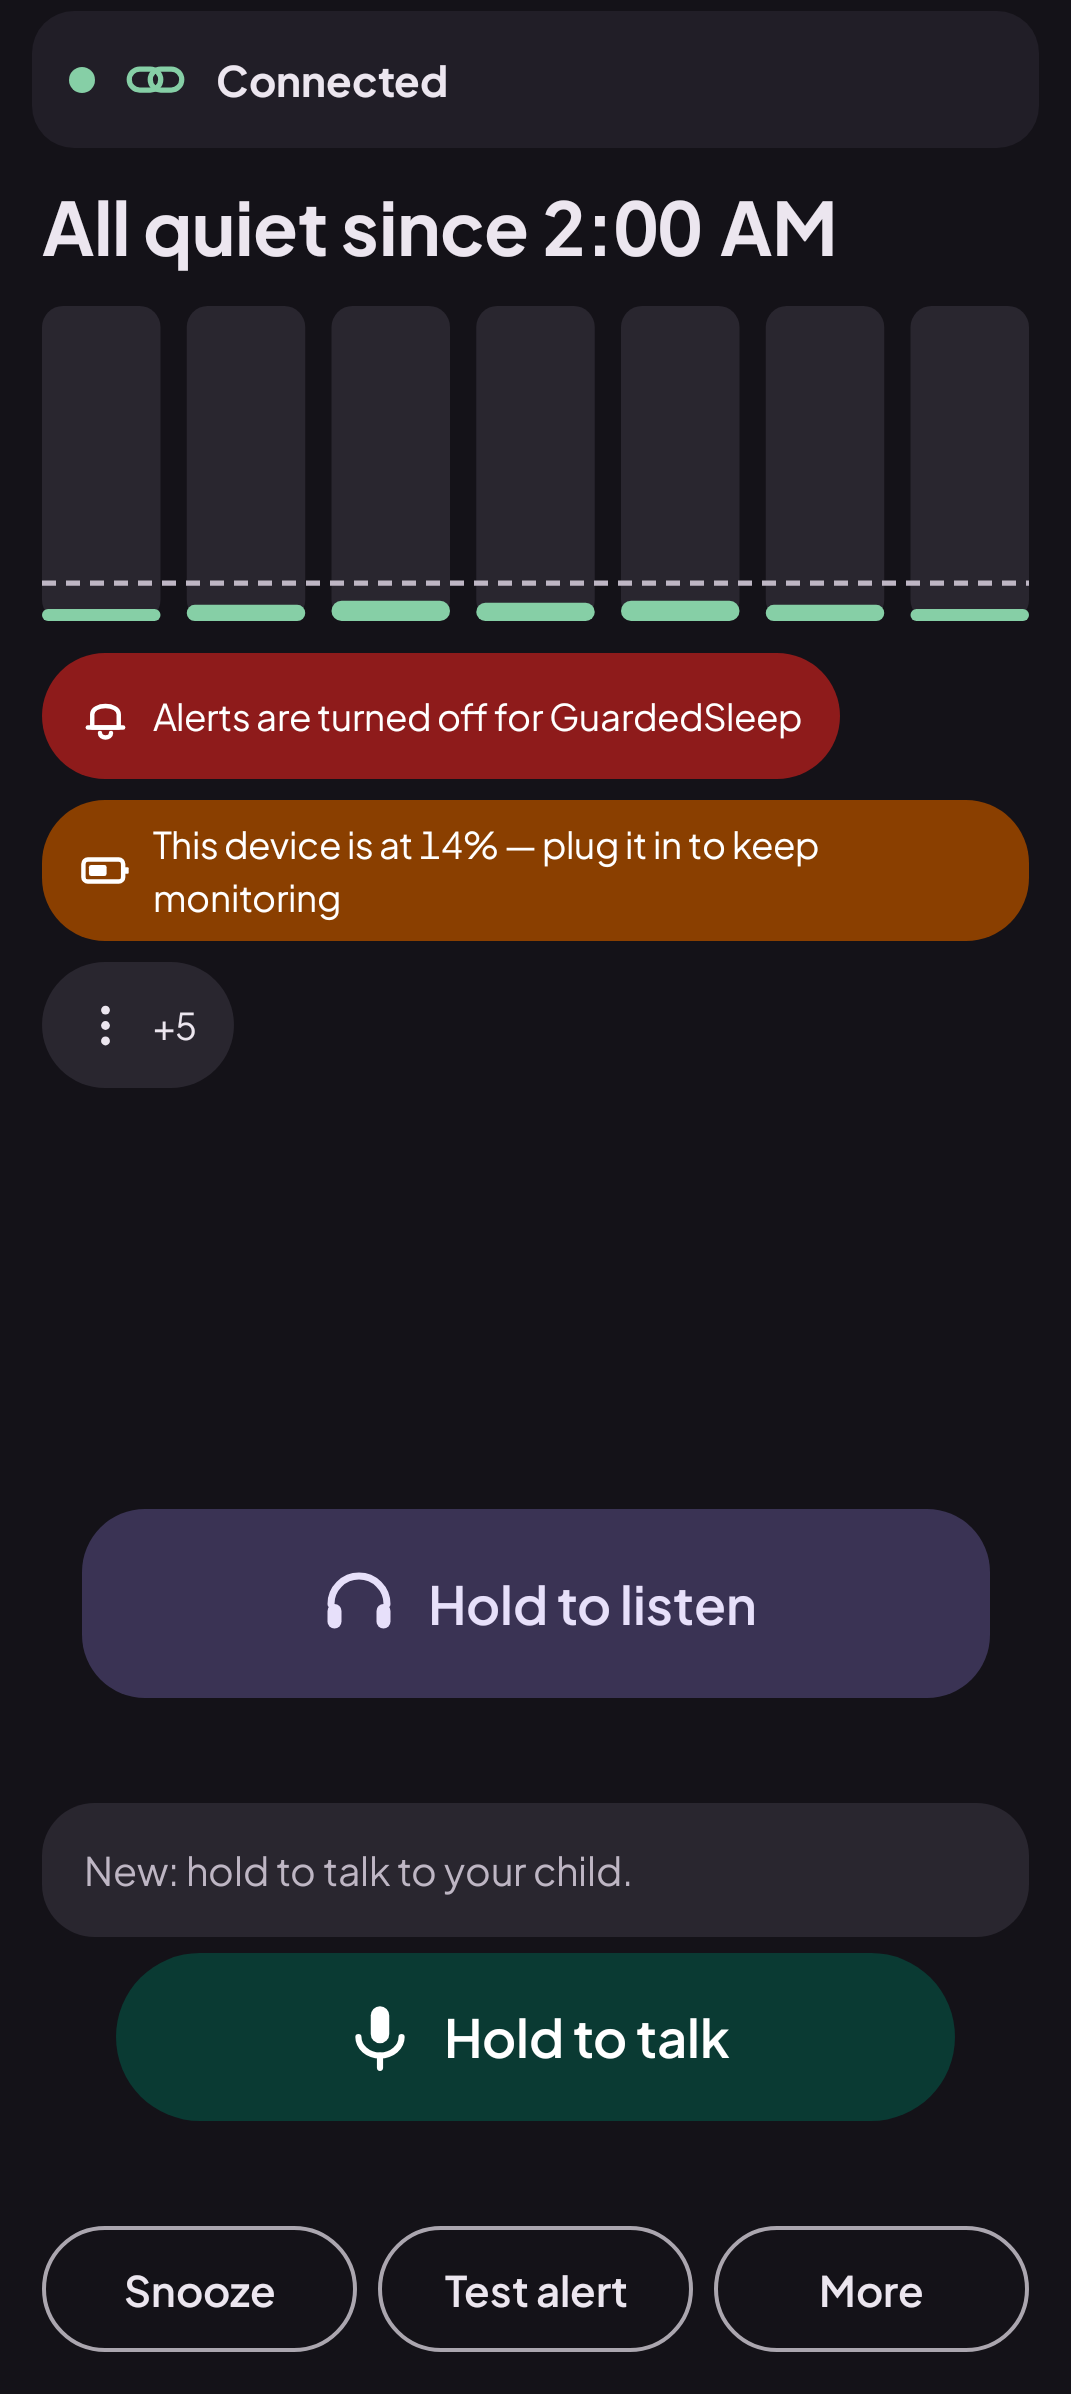 Connected
All quiet since 2:00 AM
Alerts are turned off for GuardedSleep
This device is at 14% — plug it in to keep
monitoring
+5
Hold to listen
New: hold to talk to your child.
Hold to talk
Snooze
Test alert
More